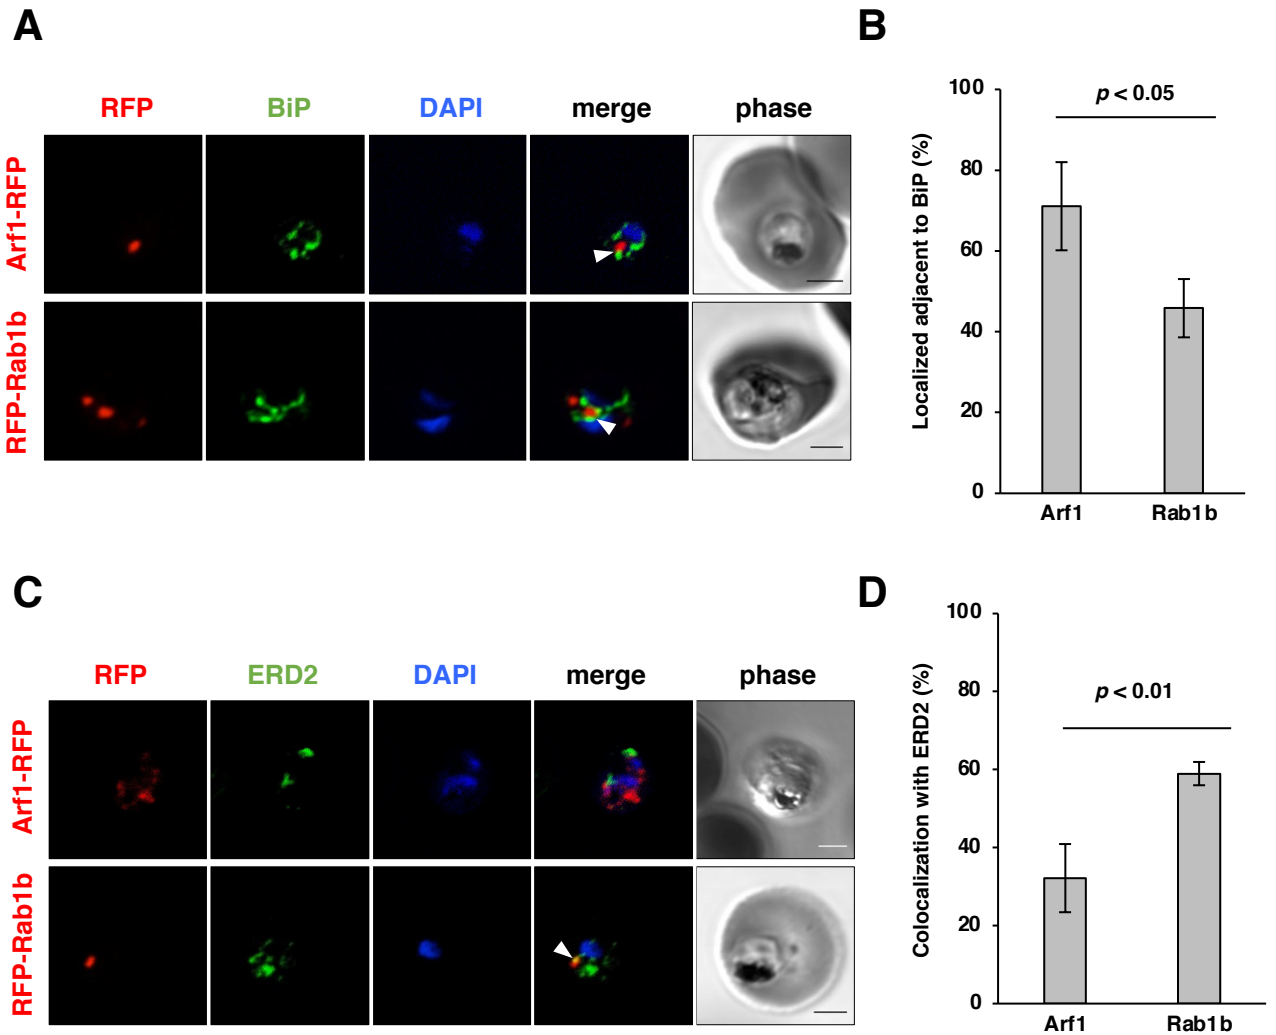 A
RFP BiP DAPI merge phase
Arf1-RFP
RFP-Rab1b
B
Localized adjacent to BiP (%)
100
80
60
40
20
0
p < 0.05
Arf1 Rab1b
C
RFP ERD2 DAPI merge phase
Arf1-RFP
RFP-Rab1b
D
Colocalization with ERD2 (%)
100
80
60
40
20
0
p < 0.01
Arf1 Rab1b